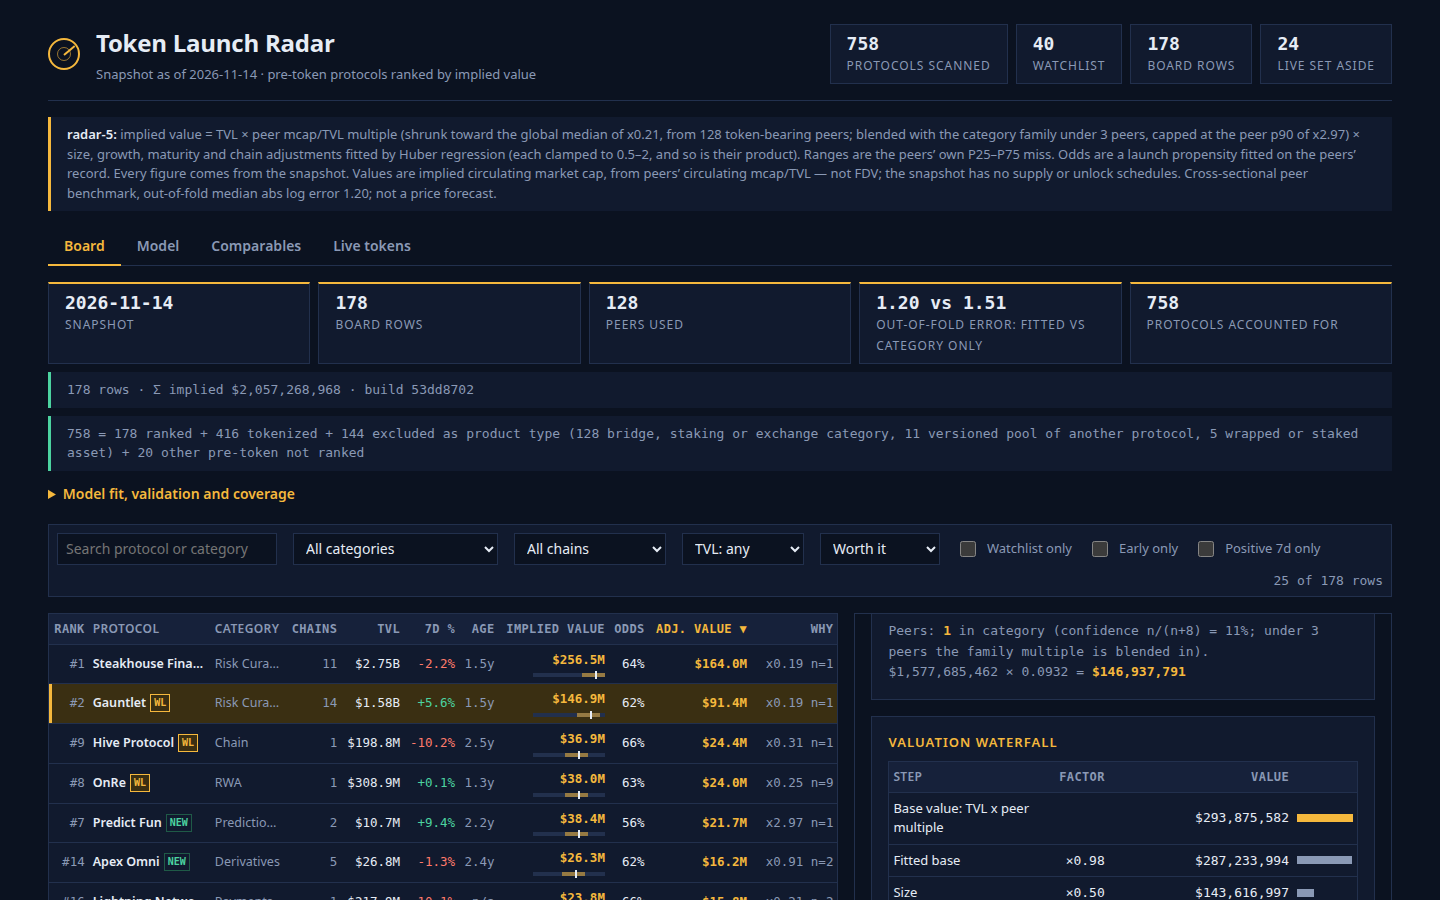 Token Launch Radar
Snapshot as of 2026-11-14 · pre-token protocols ranked by implied value
758
PROTOCOLS SCANNED
40
WATCHLIST
178
BOARD ROWS
24
LIVE SET ASIDE
radar-5: implied value = TVL × peer mcap/TVL multiple (shrunk toward the global median of x0.21, from 128 token-bearing peers; blended with the category family under 3 peers, capped at the peer p90 of x2.97) ×
size, growth, maturity and chain adjustments fitted by Huber regression (each clamped to 0.5–2, and so is their product). Ranges are the peers’ own P25–P75 miss. Odds are a launch propensity fitted on the peers’
record. Every figure comes from the snapshot. Values are implied circulating market cap, from peers’ circulating mcap/TVL — not FDV; the snapshot has no supply or unlock schedules. Cross-sectional peer
benchmark, out-of-fold median abs log error 1.20; not a price forecast.
Board Model Comparables Live tokens
2026-11-14
SNAPSHOT
178
BOARD ROWS
128
PEERS USED
1.20 vs 1.51
OUT-OF-FOLD ERROR: FITTED VS
CATEGORY ONLY
758
PROTOCOLS ACCOUNTED FOR
178 rows · Σ implied $2,057,268,968 · build 53dd8702
758 = 178 ranked + 416 tokenized + 144 excluded as product type (128 bridge, staking or exchange category, 11 versioned pool of another protocol, 5 wrapped or staked
asset) + 20 other pre-token not ranked
▶ Model fit, validation and coverage
Search protocol or category All categories All chains TVL: any Worth it Watchlist only Early only Positive 7d only
25 of 178 rows
RANK PROTOCOL CATEGORY CHAINS TVL 7D % AGE IMPLIED VALUE ODDS ADJ. VALUE ▼ WHY
#1 Steakhouse Fina... Risk Cura... 11 $2.75B -2.2% 1.5y $256.5M 64% $164.0M x0.19 n=1
#2 Gauntlet WL Risk Cura... 14 $1.58B +5.6% 1.5y $146.9M 62% $91.4M x0.19 n=1
#9 Hive Protocol WL Chain 1 $198.8M -10.2% 2.5y $36.9M 66% $24.4M x0.31 n=1
#8 OnRe WL RWA 1 $308.9M +0.1% 1.3y $38.0M 63% $24.0M x0.25 n=9
#7 Predict Fun NEW Predictio... 2 $10.7M +9.4% 2.2y $38.4M 56% $21.7M x2.97 n=1
#14 Apex Omni NEW Derivatives 5 $26.8M -1.3% 2.4y $26.3M 62% $16.2M x0.91 n=2
$23.8M
Peers: 1 in category (confidence n/(n+8) = 11%; under 3
peers the family multiple is blended in).
$1,577,685,462 × 0.0932 = $146,937,791
VALUATION WATERFALL
STEP FACTOR VALUE
Base value: TVL x peer
multiple $293,875,582
Fitted base ×0.98 $287,233,994
Size ×0.50 $143,616,997